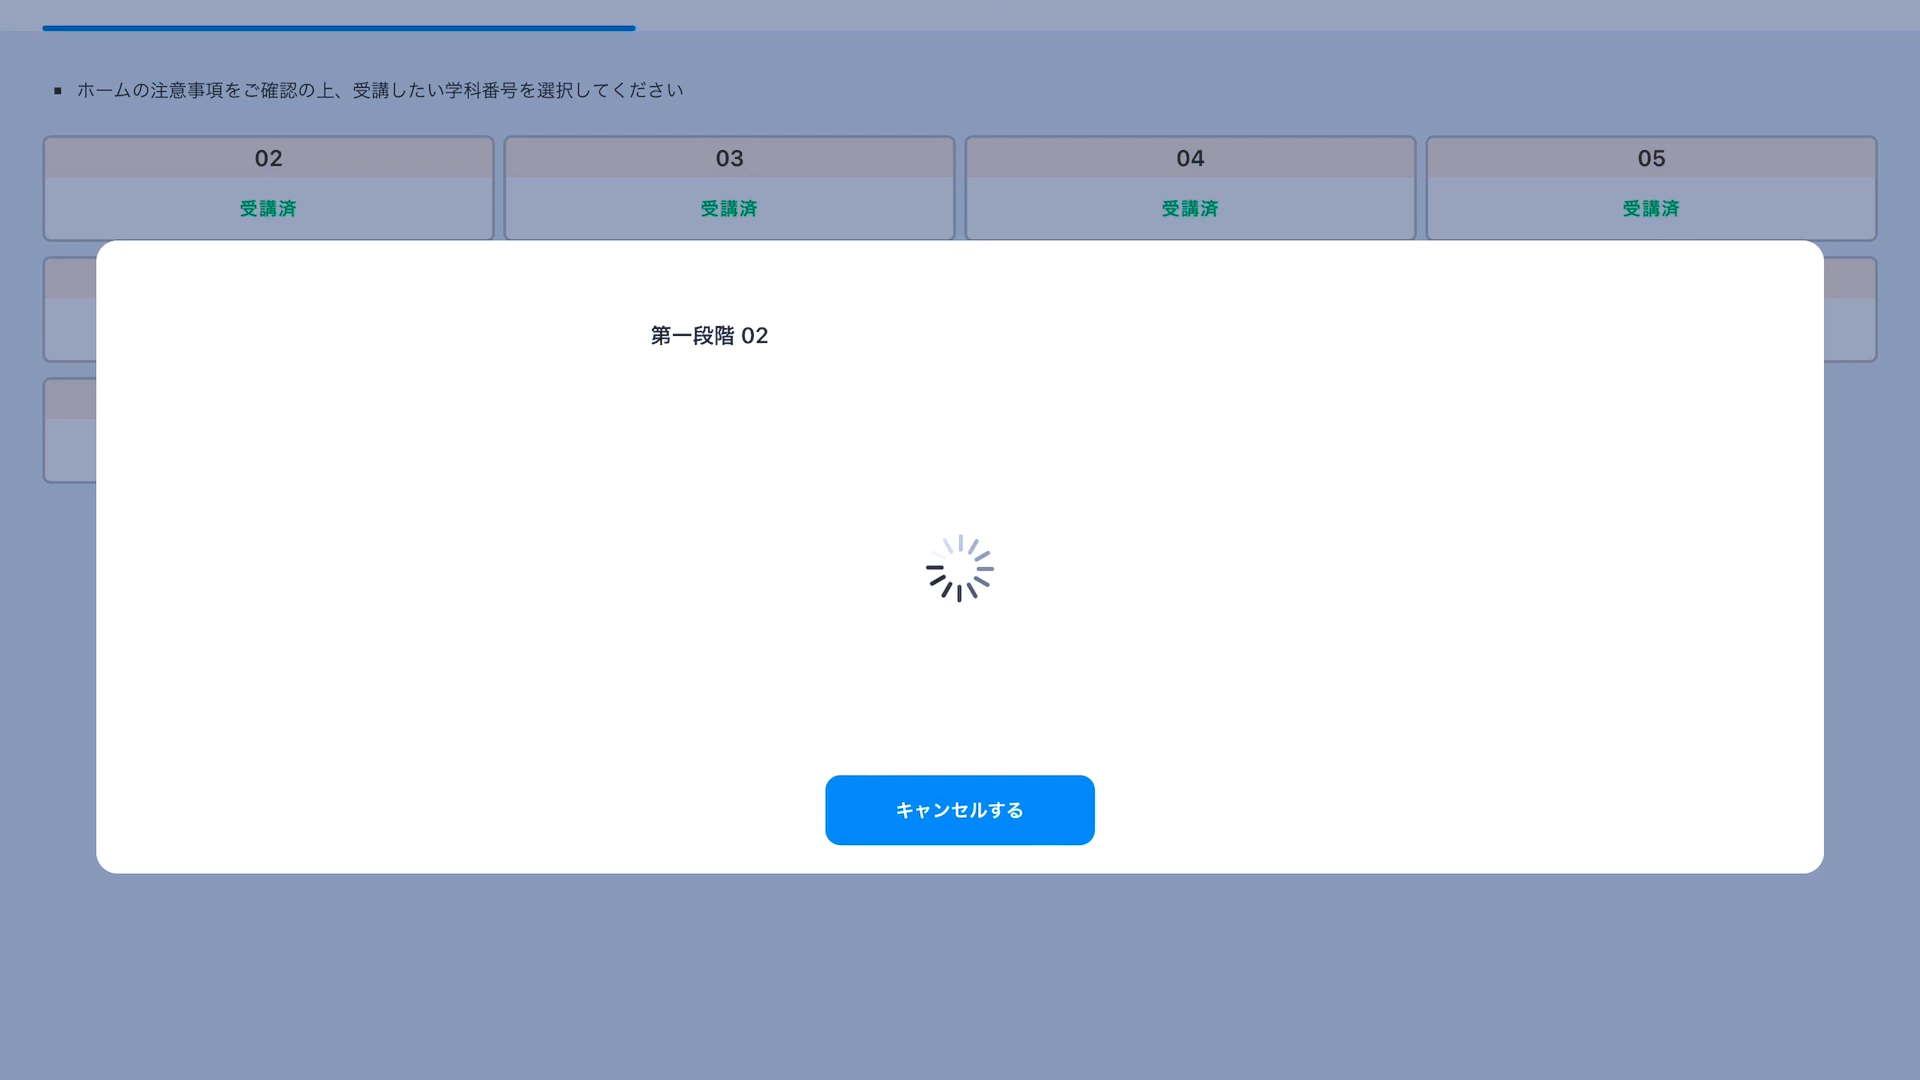 ▪ ホームの注意事項をご確認の上、受講したい学科番号を選択してください
02
03
04
05
受講済
受講済
受講済
受講済
第一段階 02
キャンセルする